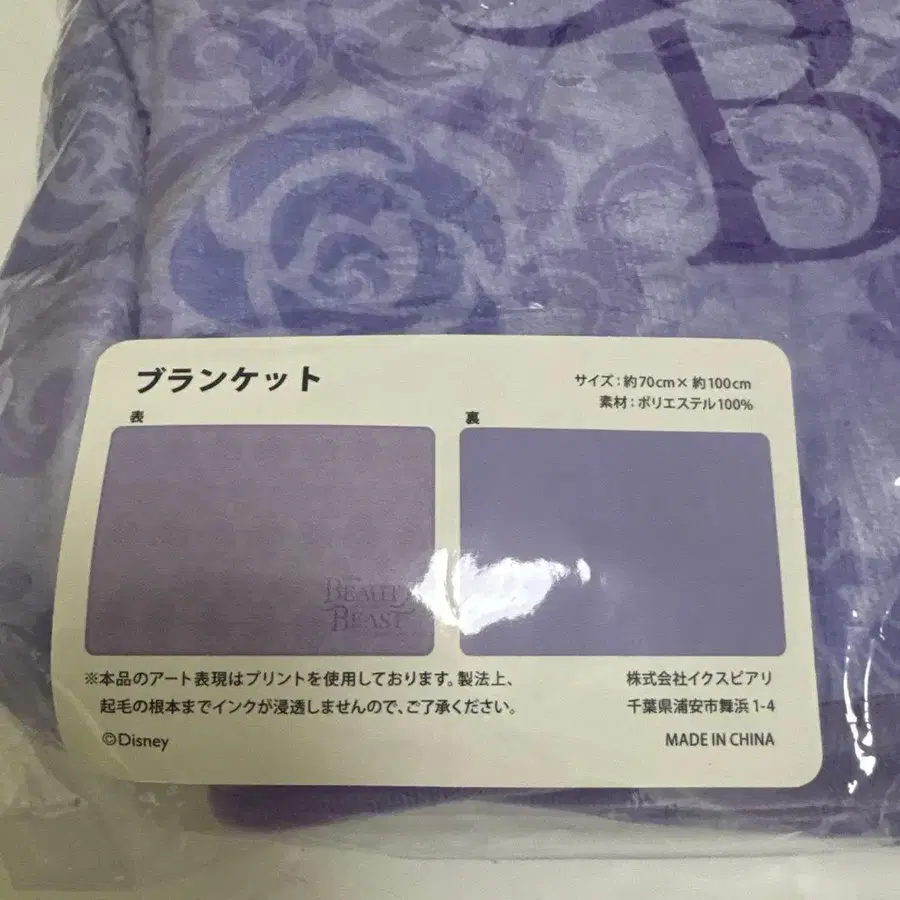 B
ブランケット
サイズ：約70cm×約100cm
素材：ポリエステル100%
表
裏
BEAUTY
BEAST
※本品のアート表現はプリントを使用しております。製法上、
起毛の根本までインクが浸透しませんので、ご了承ください。
株式会社イクスピアリ
千葉県浦安市舞浜1-4
©Disney
MADE IN CHINA